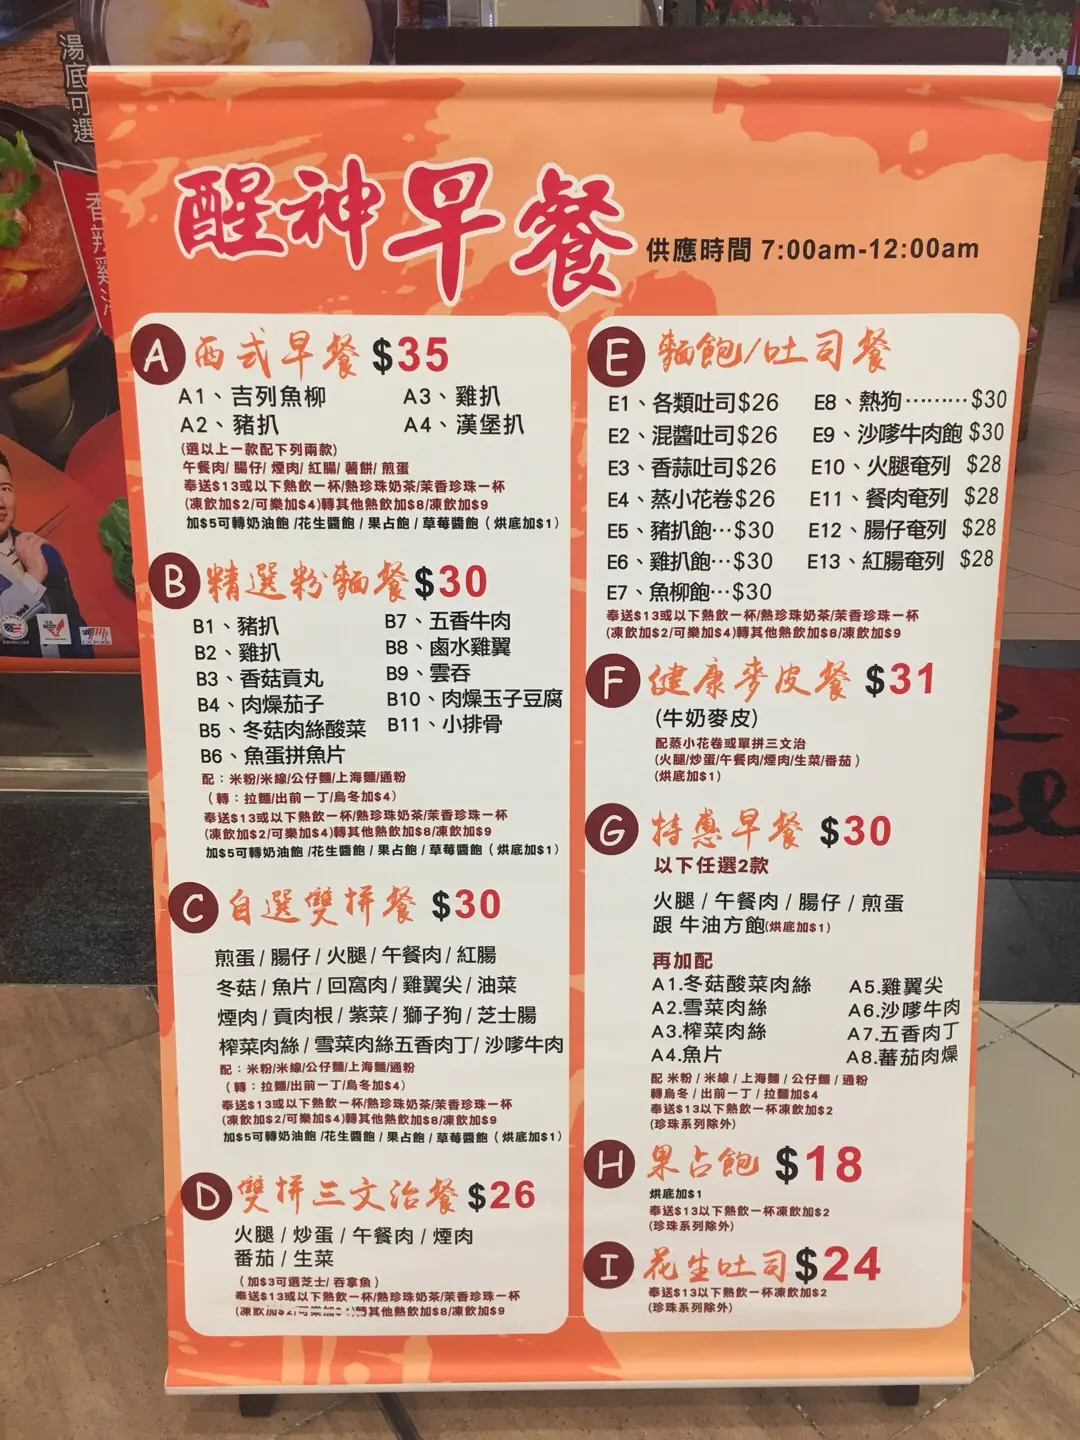 湯底可選
醒神早餐 供應時間 7:00am-12:00am
A 西式早餐 $35
A1、吉列魚柳 A3、雞扒
A2、豬扒 A4、漢堡扒
(選以上一款配下列兩款)
午餐肉/ 腸仔/ 煙肉/ 紅腸/ 薯餅/ 煎蛋
奉送$13或以下熱飲一杯/熱珍珠奶茶/茉香珍珠一杯
(凍飲加$2/可樂加$4)轉其他熱飲加$8/凍飲加$9
加$5可轉奶油飽 /花生醬飽 / 果占飽 / 草莓醬飽 ( 烘底加$1 )
B 精選粉麵餐 $30
B1、豬扒 B7、五香牛肉
B2、雞扒 B8、鹵水雞翼
B3、香菇貢丸 B9、雲吞
B4、肉燥茄子 B10、肉燥玉子豆腐
B5、冬菇肉絲酸菜 B11、小排骨
B6、魚蛋拼魚片
配：米粉/米線/公仔麵/上海麵/通粉
（轉：拉麵/出前一丁/烏冬加$4）
奉送$13或以下熱飲一杯/熱珍珠奶茶/茉香珍珠一杯
(凍飲加$2/可樂加$4)轉其他熱飲加$8/凍飲加$9
加$5可轉奶油飽 /花生醬飽 / 果占飽 / 草莓醬飽 ( 烘底加$1 )
C 自選雙拼餐 $30
煎蛋 / 腸仔 / 火腿 / 午餐肉 / 紅腸
冬菇 / 魚片 / 回窩肉 / 雞翼尖 / 油菜
煙肉 / 貢肉根 / 紫菜 / 獅子狗 / 芝士腸
榨菜肉絲 / 雪菜肉絲五香肉丁 / 沙嗲牛肉
配：米粉/米線/公仔麵/上海麵/通粉
（轉：拉麵/出前一丁/烏冬加$4）
奉送$13或以下熱飲一杯/熱珍珠奶茶/茉香珍珠一杯
(凍飲加$2/可樂加$4)轉其他熱飲加$8/凍飲加$9
加$5可轉奶油飽 /花生醬飽 / 果占飽 / 草莓醬飽 ( 烘底加$1 )
D 雙拼三文治餐 $26
火腿 / 炒蛋 / 午餐肉 / 煙肉
番茄 / 生菜
( 加$3可選芝士/ 吞拿魚 )
奉送$13或以下熱飲一杯/熱珍珠奶茶/茉香珍珠一杯
(凍飲加$2/可樂加$4)轉其他熱飲加$8/凍飲加$9
E 麵飽/吐司餐
E1、各類吐司$26 E8、熱狗………$30
E2、混醬吐司$26 E9、沙嗲牛肉飽 $30
E3、香蒜吐司$26 E10、火腿奄列 $28
E4、蒸小花卷$26 E11、餐肉奄列 $28
E5、豬扒飽…$30 E12、腸仔奄列 $28
E6、雞扒飽…$30 E13、紅腸奄列 $28
E7、魚柳飽…$30
奉送$13或以下熱飲一杯/熱珍珠奶茶/茉香珍珠一杯
(凍飲加$2/可樂加$4)轉其他熱飲加$8/凍飲加$9
F 健康麥皮餐 $31
(牛奶麥皮)
配蒸小花卷或單拼三文治
(火腿/炒蛋/午餐肉/煙肉/生菜/番茄 )
(烘底加$1)
G 特惠早餐 $30
以下任選2款
火腿 / 午餐肉 / 腸仔 / 煎蛋
跟 牛油方飽(烘底加$1)
再加配
A1.冬菇酸菜肉絲 A5.雞翼尖
A2.雪菜肉絲 A6.沙嗲牛肉
A3.榨菜肉絲 A7.五香肉丁
A4.魚片 A8.蕃茄肉燥
配 米粉 / 米線 / 上海麵 / 公仔麵 / 通粉
轉烏冬 / 出前一丁 / 拉麵加$4
奉送$13以下熱飲一杯凍飲加$2
(珍珠系列除外)
H 果占飽 $18
烘底加$1
奉送$13以下熱飲一杯凍飲加$2
(珍珠系列除外)
I 花生吐司 $24
奉送$13以下熱飲一杯凍飲加$2
(珍珠系列除外)